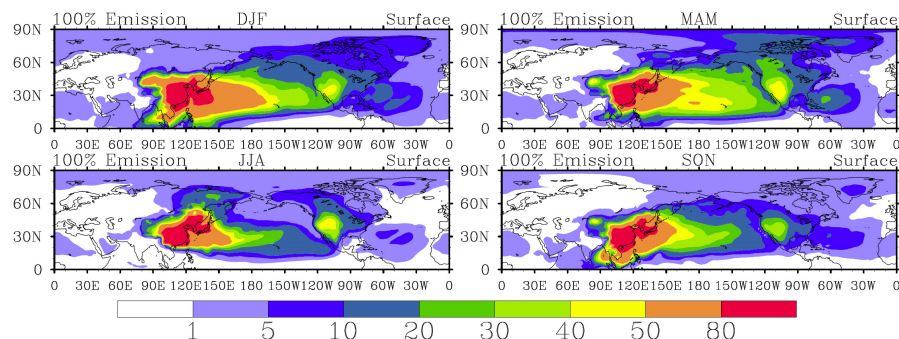 100% Emission DJF Surface
100% Emission MAM Surface
90N
60N
30N
0
0 30E 60E 90E 120E 150E 180 150W 120W 90W 60W 30W 0
90N
60N
30N
0
0 30E 60E 90E 120E 150E 180 150W 120W 90W 60W 30W 0
100% Emission JJA Surface
100% Emission SON Surface
90N
60N
30N
0
0 30E 60E 90E 120E 150E 180 150W 120W 90W 60W 30W 0
90N
60N
30N
0
0 30E 60E 90E 120E 150E 180 150W 120W 90W 60W 30W 0
1 5 10 20 30 40 50 80